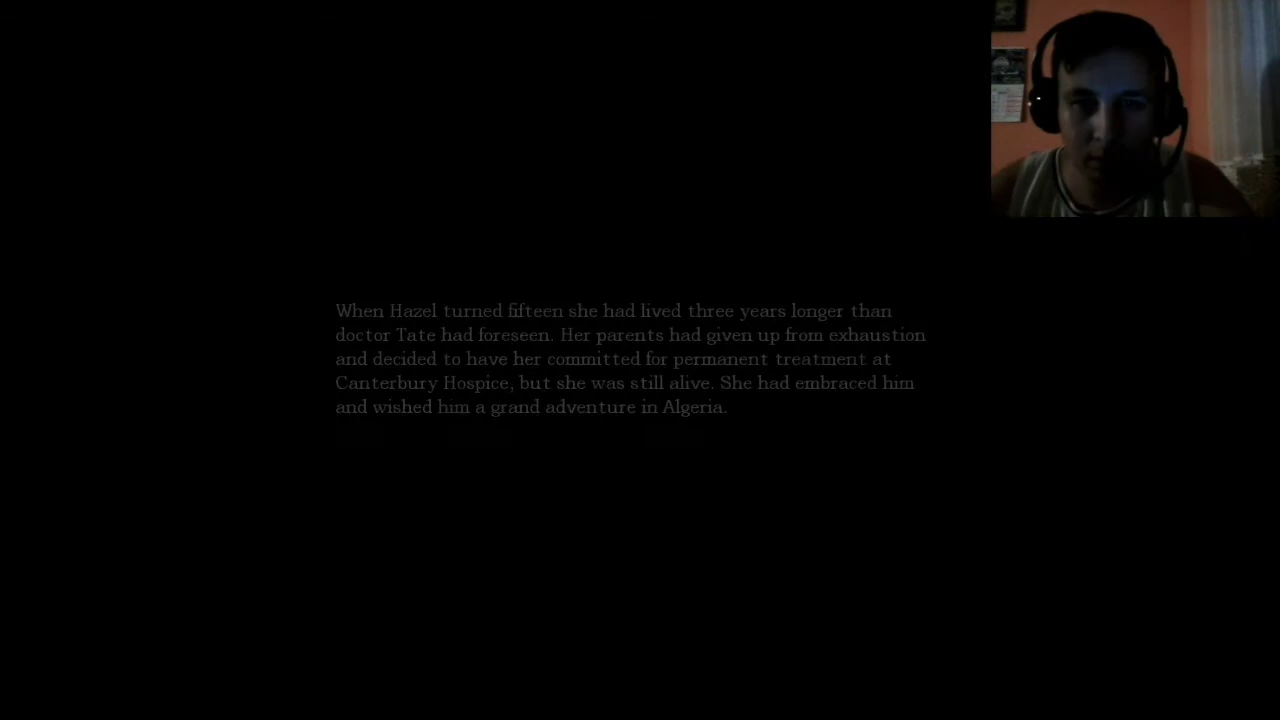 When Hazel turned fifteen she had lived three years longer than
doctor Tate had foreseen. Her parents had given up from exhaustion
and decided to have her committed for permanent treatment at
Canterbury Hospice, but she was still alive. She had embraced him
and wished him a grand adventure in Algeria.